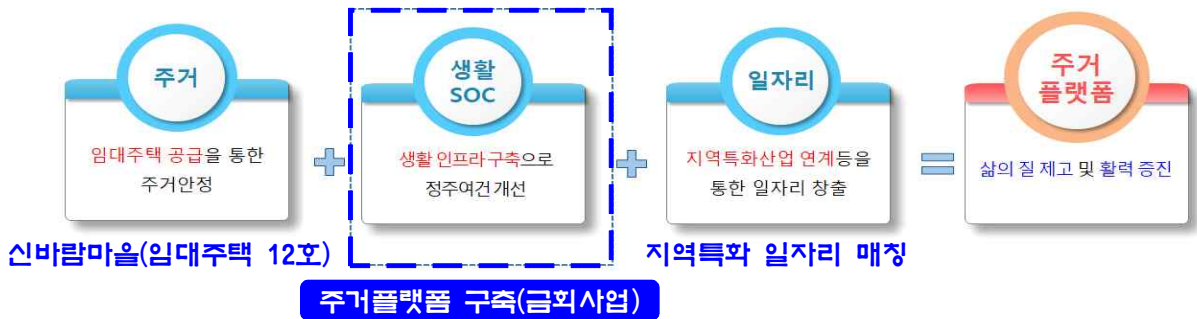 주거
임대주택 공급을 통한
주거안정
신바람마을(임대주택 12호)
+
생활
SOC
생활 인프라 구축으로
정주여건 개선
주거플랫폼 구축(금회사업)
+
일자리
지역특화산업 연계등을
통한 일자리 창출
지역특화 일자리 매칭
=
주거
플랫폼
삶의 질 제고 및 활력 증진